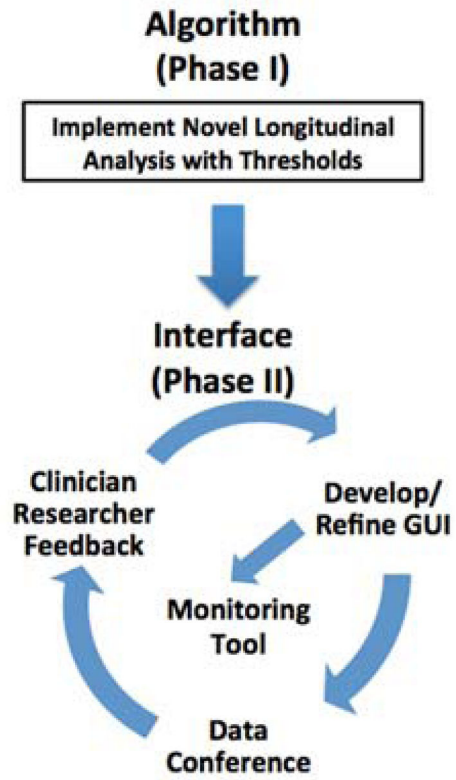 Algorithm
(Phase I)
Implement Novel Longitudinal
Analysis with Thresholds
Interface
(Phase II)
Clinician
Researcher
Feedback
Develop/
Refine GUI
Monitoring
Tool
Data
Conference